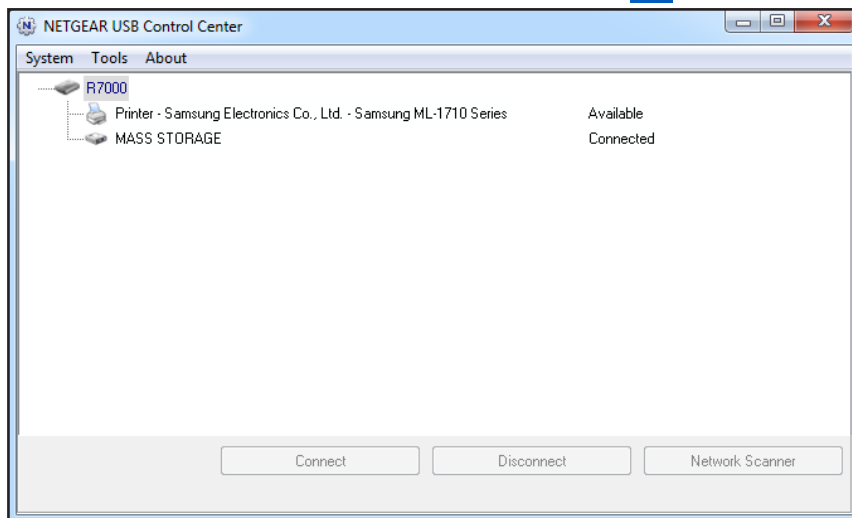 NETGEAR USB Control Center
System Tools About
R7000
Printer - Samsung Electronics Co., Ltd. - Samsung ML-1710 Series Available
MASS STORAGE Connected
Connect Disconnect Network Scanner